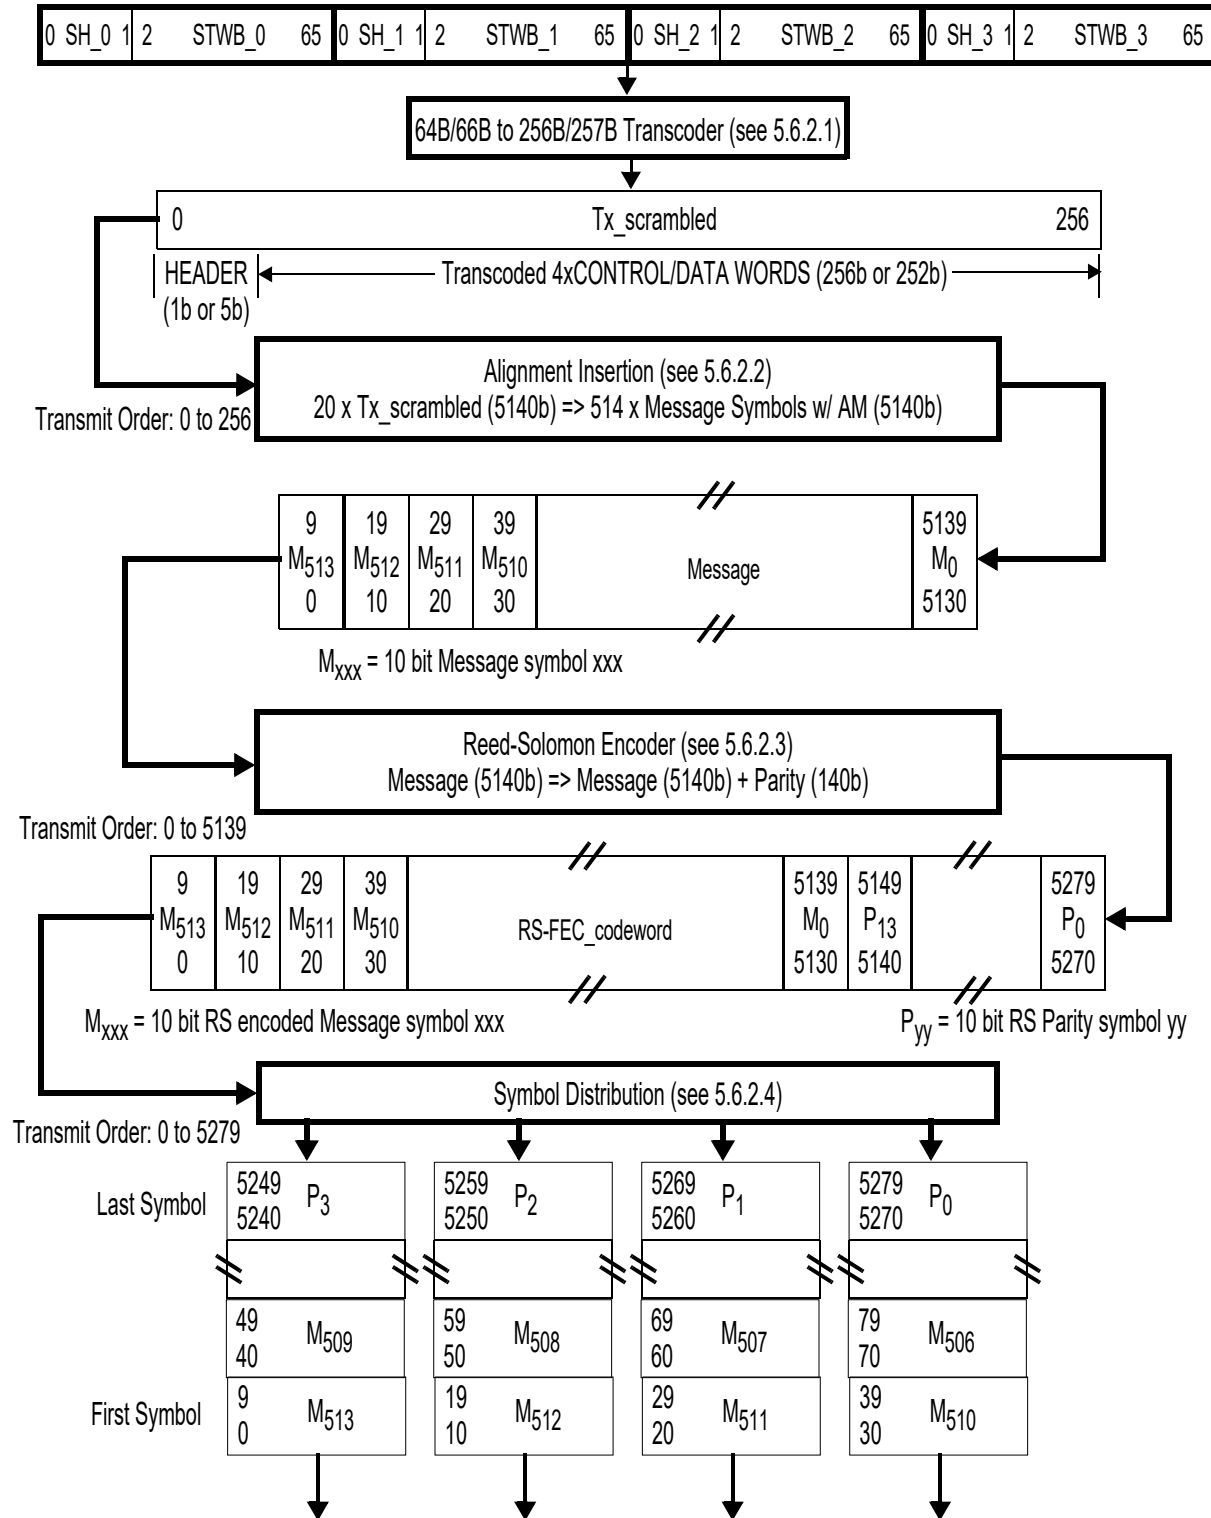 0 SH_0 1 2 STWB_0 65 0 SH_1 1 2 STWB_1 65 0 SH_2 1 2 STWB_2 65 0 SH_3 1 2 STWB_3 65
64B/66B to 256B/257B Transcoder (see 5.6.2.1)
0 Tx_scrambled 256
HEADER Transcoded 4xCONTROL/DATA WORDS (256b or 252b)
(1b or 5b)
Alignment Insertion (see 5.6.2.2)
20 x Tx_scrambled (5140b) => 514 x Message Symbols w/ AM (5140b)
Transmit Order: 0 to 256
9 19 29 39 5139
M513 M512 M511 M510 Message M0
0 10 20 30 5130
Mxxx = 10 bit Message symbol xxx
Reed-Solomon Encoder (see 5.6.2.3)
Message (5140b) => Message (5140b) + Parity (140b)
Transmit Order: 0 to 5139
9 19 29 39 5139 5149 5279
M513 M512 M511 M510 RS-FEC_codeword M0 P13 P0
0 10 20 30 5130 5140 5270
Mxxx = 10 bit RS encoded Message symbol xxx Pyy = 10 bit RS Parity symbol yy
Symbol Distribution (see 5.6.2.4)
Transmit Order: 0 to 5279
5249 5259 5269 5279
Last Symbol P3 P2 P1 P0
5240 5250 5260 5270
49 59 69 79
M509 M508 M507 M506
40 50 60 70
9 19 29 39
First Symbol M513 M512 M511 M510
0 10 20 30